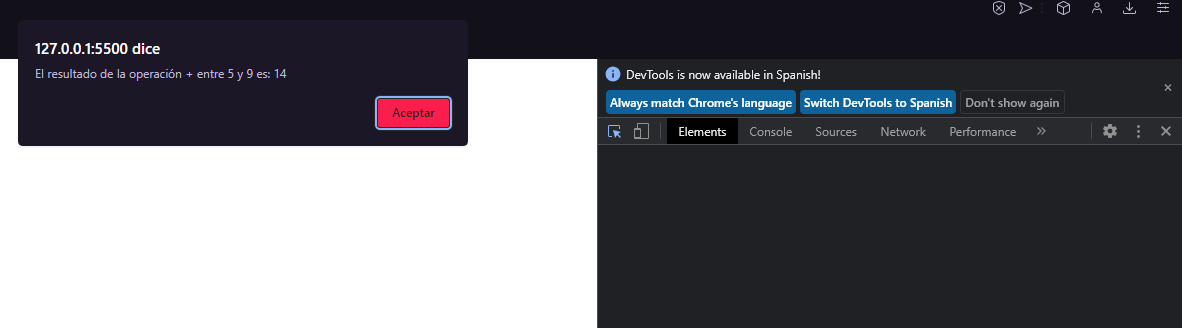 127.0.0.1:5500 dice
El resultado de la operación + entre 5 y 9 es: 14
Aceptar
DevTools is now available in Spanish!
Always match Chrome's language
Switch DevTools to Spanish
Don't show again
Elements
Console
Sources
Network
Performance